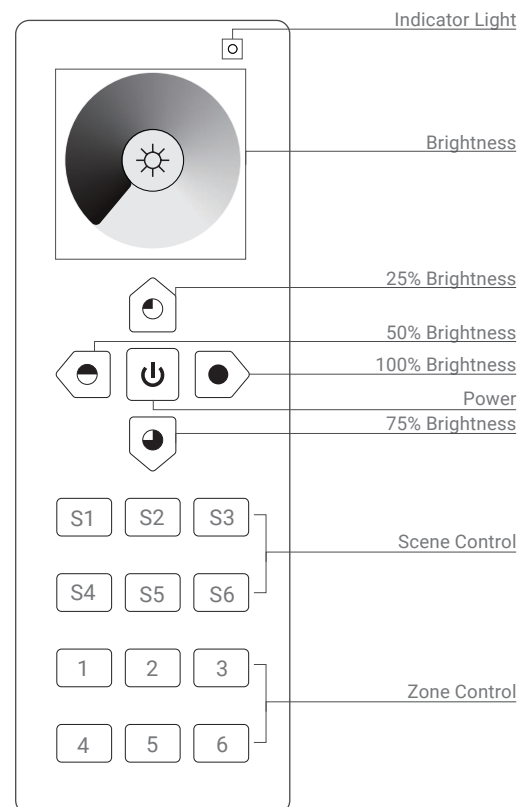 Indicator Light
Brightness
25% Brightness
50% Brightness
100% Brightness
Power
75% Brightness
S1 S2 S3
Scene Control
S4 S5 S6
1 2 3
Zone Control
4 5 6